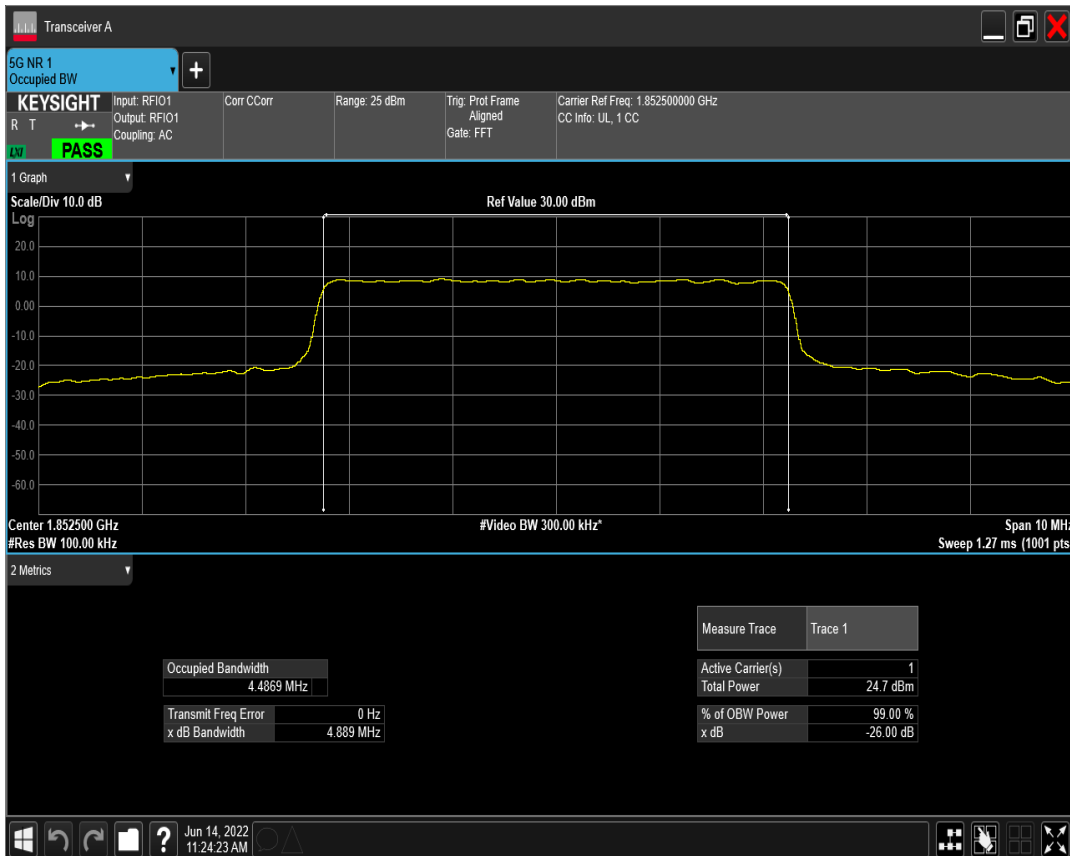 Transceiver A
5G NR 1
Occupied BW
KEYSIGHT
R T
LXI
PASS
Input: RFIO1
Output: RFIO1
Coupling: AC
Corr CCorr
Range: 25 dBm
Trig: Prot Frame
Aligned
Gate: FFT
Carrier Ref Freq: 1.852500000 GHz
CC Info: UL, 1 CC
1 Graph
Scale/Div 10.0 dB
Ref Value 30.00 dBm
Log
20.0
10.0
0.00
-10.0
-20.0
-30.0
-40.0
-50.0
-60.0
Center 1.852500 GHz
#Video BW 300.00 kHz*
Span 10 MHz
#Res BW 100.00 kHz
Sweep 1.27 ms (1001 pts
2 Metrics
Measure Trace Trace 1
Occupied Bandwidth
4.4869 MHz
Active Carrier(s) 1
Total Power 24.7 dBm
Transmit Freq Error 0 Hz
x dB Bandwidth 4.889 MHz
% of OBW Power 99.00 %
x dB -26.00 dB
?
Jun 14, 2022
11:24:23 AM